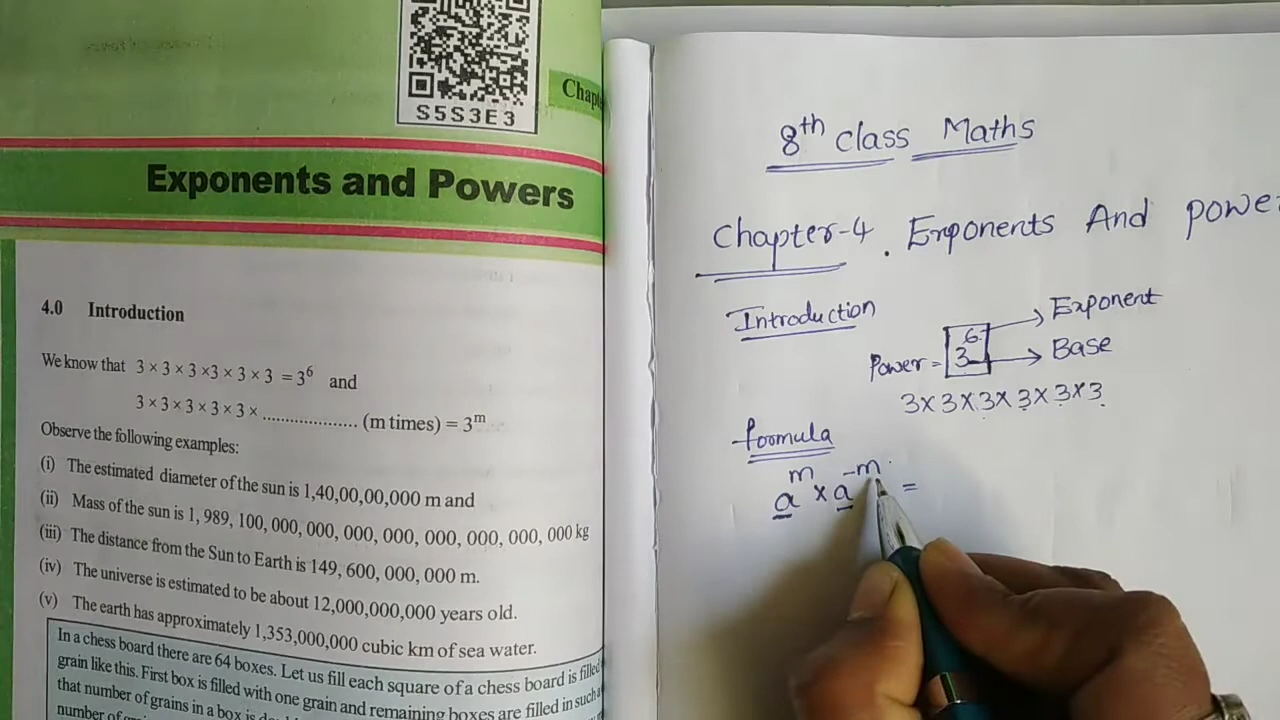 S5S3E3
Exponents and Powers
4.0 Introduction
We know that 3 × 3 × 3 ×3 × 3 × 3 = 3⁶ and
3 × 3 × 3 × 3 × 3 × .................... (m times) = 3ᵐ
Observe the following examples:
(i) The estimated diameter of the sun is 1,40,00,00,000 m and
(ii) Mass of the sun is 1, 989, 100, 000, 000, 000, 000, 000, 000, 000, 000 kg
(iii) The distance from the Sun to Earth is 149, 600, 000, 000 m.
(iv) The universe is estimated to be about 12,000,000,000 years old.
(v) The earth has approximately 1,353,000,000 cubic km of sea water.
In a chess board there are 64 boxes. Let us fill each square of a chess board is filled
grain like this. First box is filled with one grain and remaining boxes are filled in such a
that number of grains in a box is
number of
8th class Maths
Chapter-4 . Exponents And power
Introduction
Exponent
Power = 3⁶
Base
3×3×3×3×3×3
formula
aᵐ × a⁻ᵐ =